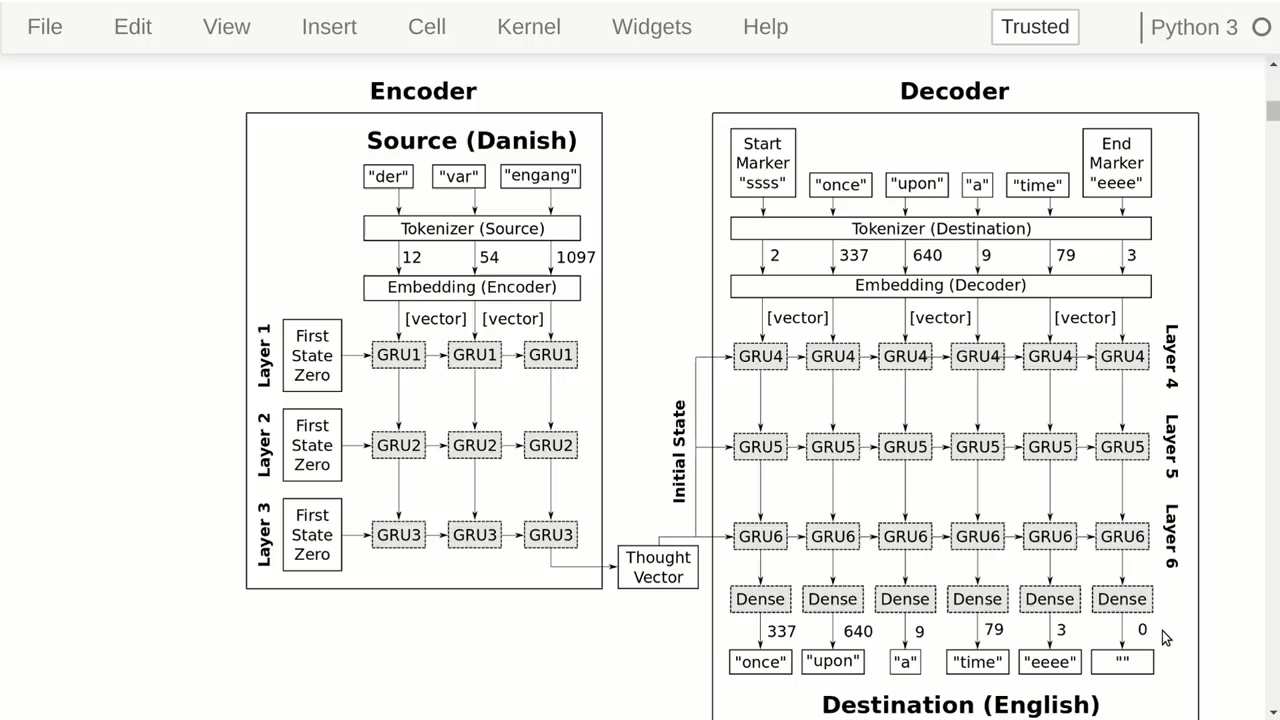 File Edit View Insert Cell Kernel Widgets Help Trusted Python 3
Encoder
Source (Danish)
"der" "var" "engang"
Tokenizer (Source)
12 54 1097
Embedding (Encoder)
[vector] [vector]
Layer 1
First State Zero
GRU1 GRU1 GRU1
Layer 2
First State Zero
GRU2 GRU2 GRU2
Layer 3
First State Zero
GRU3 GRU3 GRU3
Thought Vector
Initial State
Decoder
Start Marker "ssss"
"once" "upon" "a" "time"
End Marker "eeee"
Tokenizer (Destination)
2 337 640 9 79 3
Embedding (Decoder)
[vector] [vector] [vector]
GRU4 GRU4 GRU4 GRU4 GRU4 GRU4
Layer 4
GRU5 GRU5 GRU5 GRU5 GRU5 GRU5
Layer 5
GRU6 GRU6 GRU6 GRU6 GRU6 GRU6
Layer 6
Dense Dense Dense Dense Dense Dense
337 640 9 79 3 0
"once" "upon" "a" "time" "eeee" ""
Destination (English)